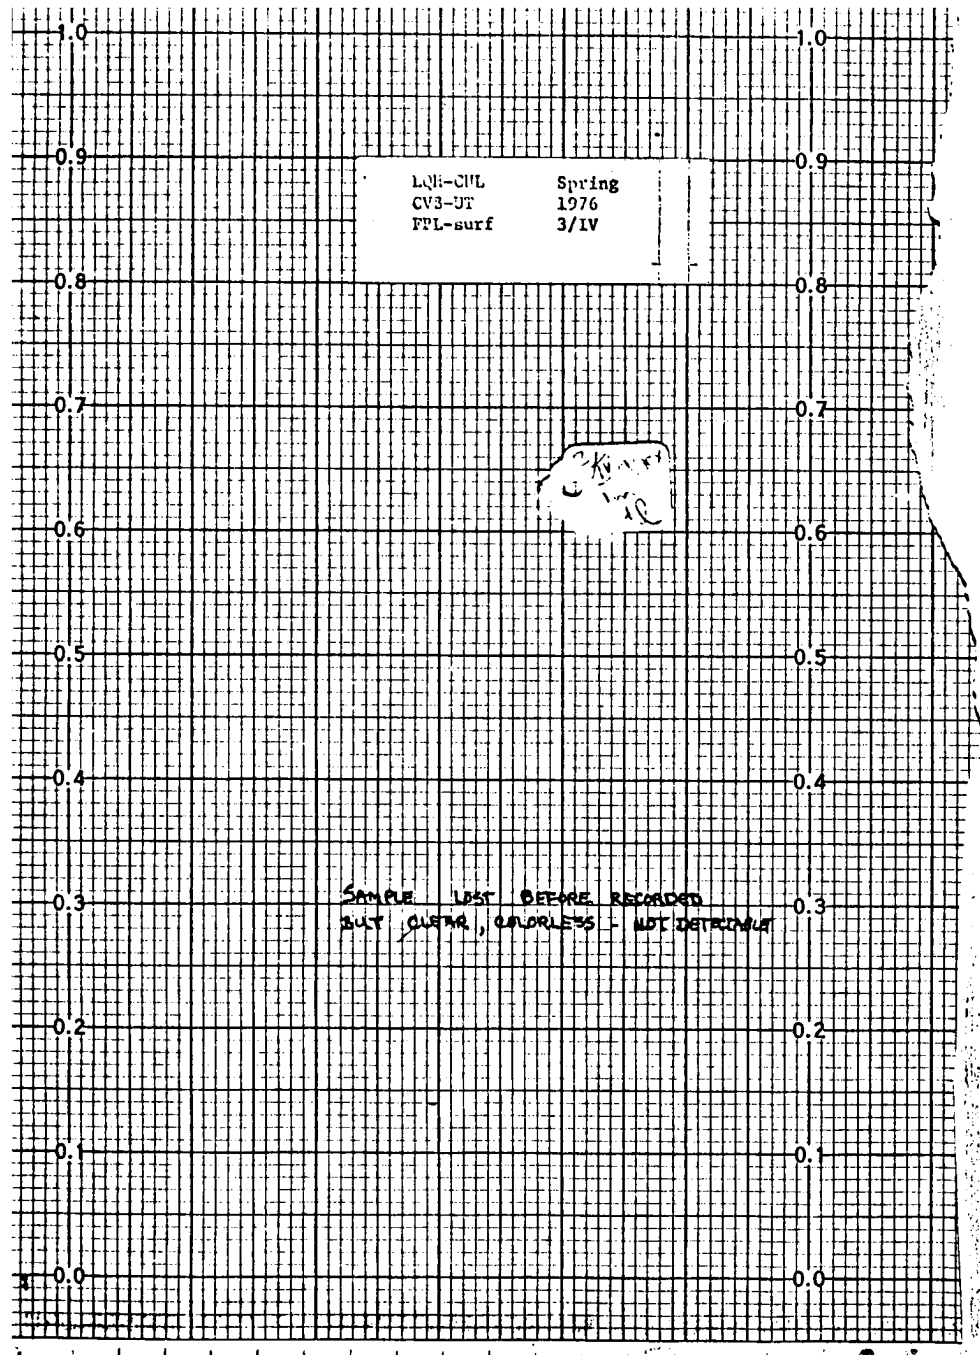 1.0 1.0
0.9 0.9
LQH-CHL Spring
CV3-UT 1976
FPL-surf 3/IV
0.8 0.8
0.7 0.7
0.6 0.6
0.5 0.5
0.4 0.4
0.3 0.3
SAMPLE LOST BEFORE RECORDED
BUT CLEAR, COLORLESS - NOT DETECTABLE
0.2 0.2
0.1 0.1
0.0 0.0